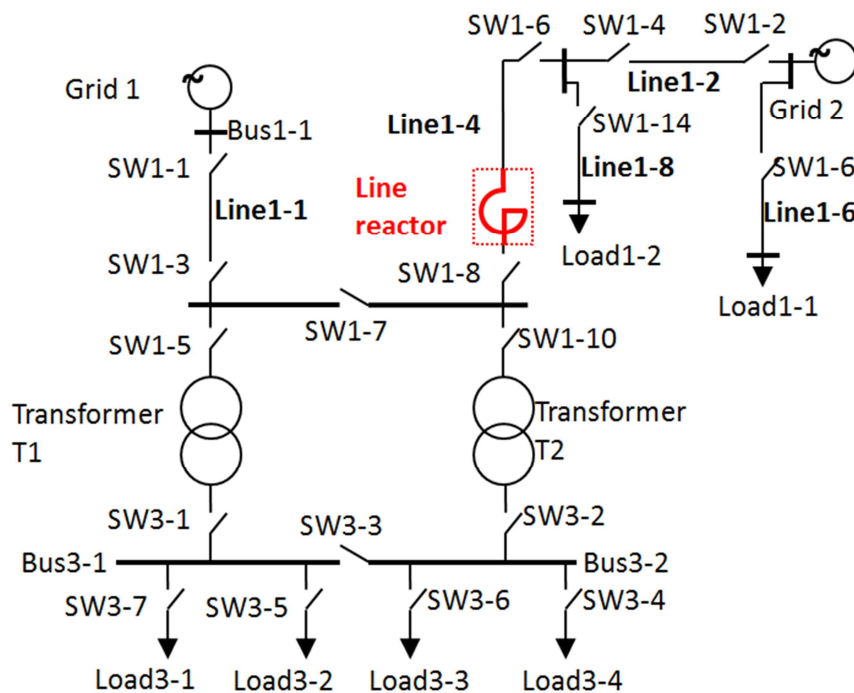 SW1-6
SW1-4
SW1-2
Grid 1
Line1-2
Bus1-1
Line1-4
SW1-14
Grid 2
SW1-1
Line1-8
SW1-6
Line
reactor
Line1-1
Line1-6
SW1-3
SW1-8
Load1-2
Load1-1
SW1-7
SW1-5
SW1-10
Transformer
T1
Transformer
T2
SW3-1
SW3-3
SW3-2
Bus3-1
Bus3-2
SW3-7
SW3-5
SW3-6
SW3-4
Load3-1
Load3-2
Load3-3
Load3-4